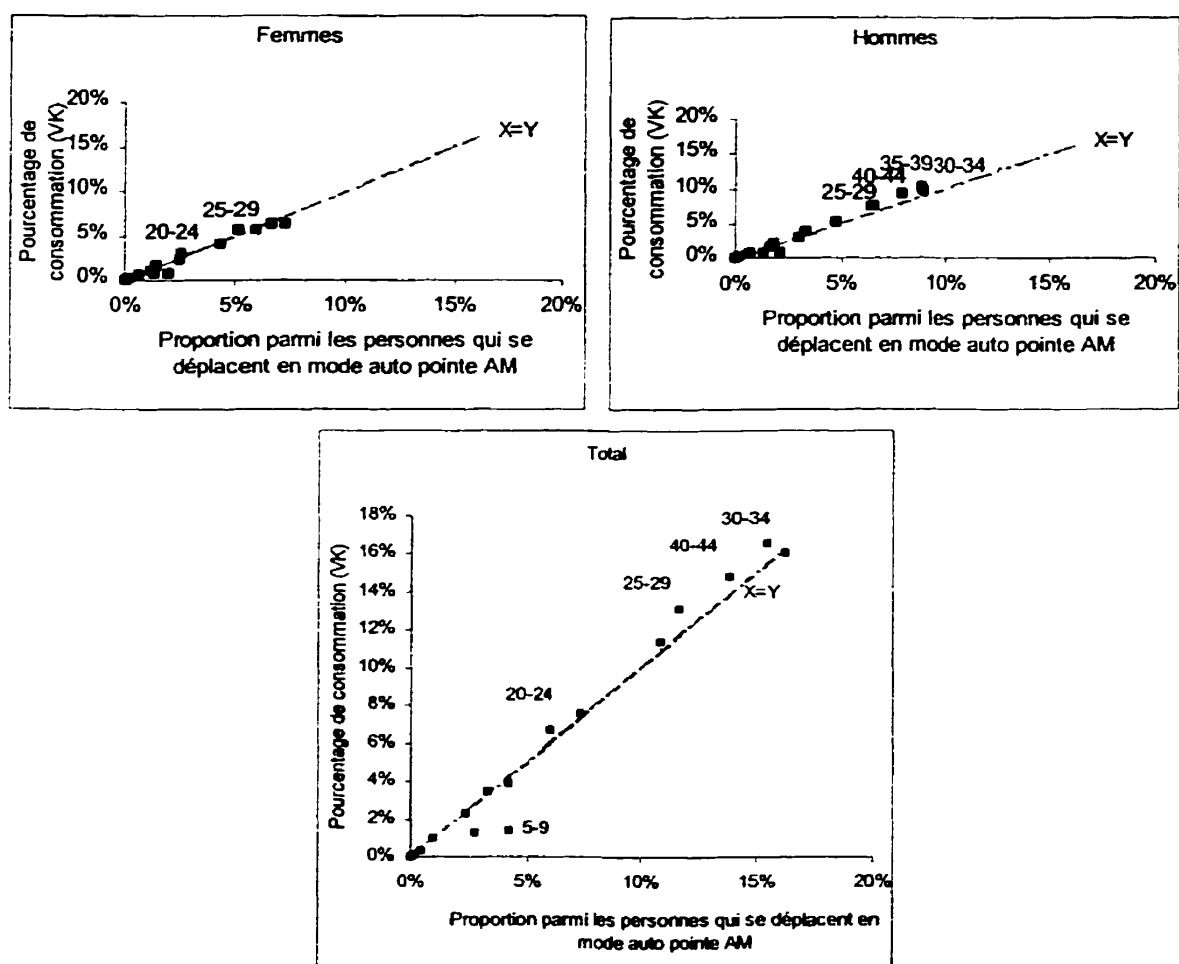 Femmes
Pourcentage de
consommation (VK)
20%
15%
10%
5%
0%
X=Y
25-29
20-24
0%
5%
10%
15%
20%
Proportion parmi les personnes qui se
déplacent en mode auto pointe AM
Hommes
Pourcentage de
consommation (VK)
20%
15%
10%
5%
0%
X=Y
35-39
30-34
40-44
25-29
0%
5%
10%
15%
20%
Proportion parmi les personnes qui se
déplacent en mode auto pointe AM
Total
Pourcentage de consommation (VK)
18%
16%
14%
12%
10%
8%
6%
4%
2%
0%
30-34
40-44
25-29
X=Y
20-24
5-9
0%
5%
10%
15%
20%
Proportion parmi les personnes qui se déplacent en
mode auto pointe AM